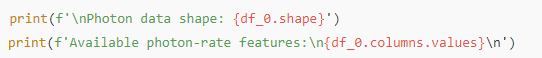 print(f'\nPhoton data shape: {df_0.shape}')
print(f'Available photon-rate features:\n{df_0.columns.values}\n')